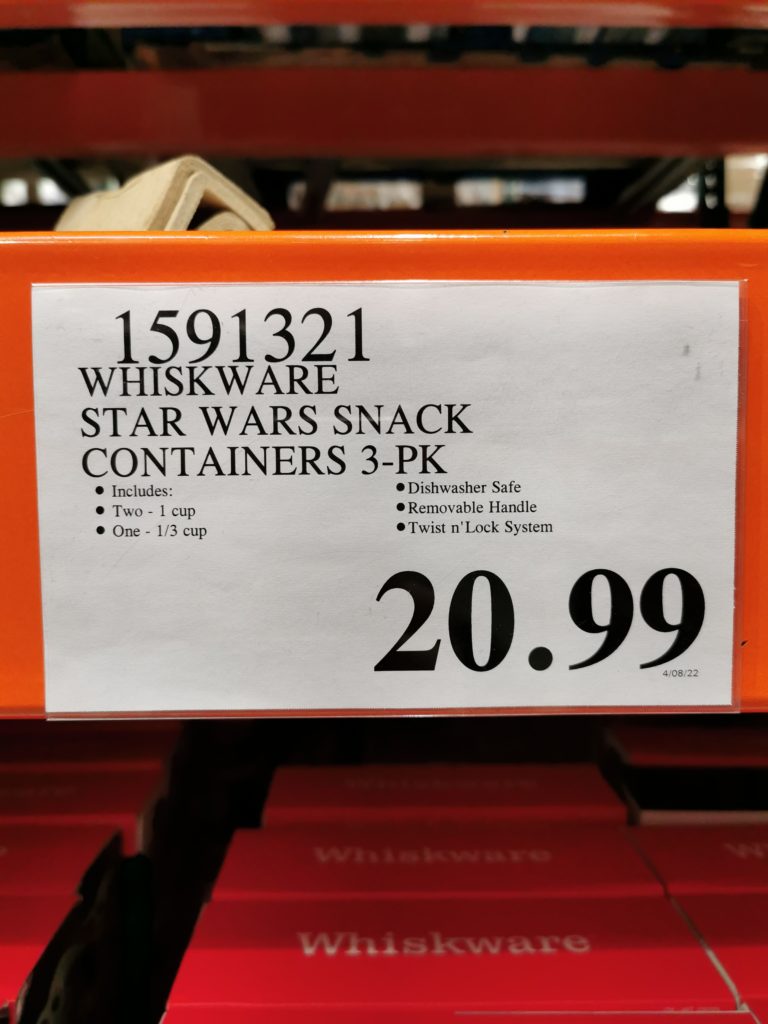 1591321
WHISKWARE
STAR WARS SNACK
CONTAINERS 3-PK
• Includes:
• Two - 1 cup
• One - 1/3 cup
• Dishwasher Safe
• Removable Handle
• Twist n'Lock System
20.99
4/08/22
Whiskware
Whiskware
Whiskware